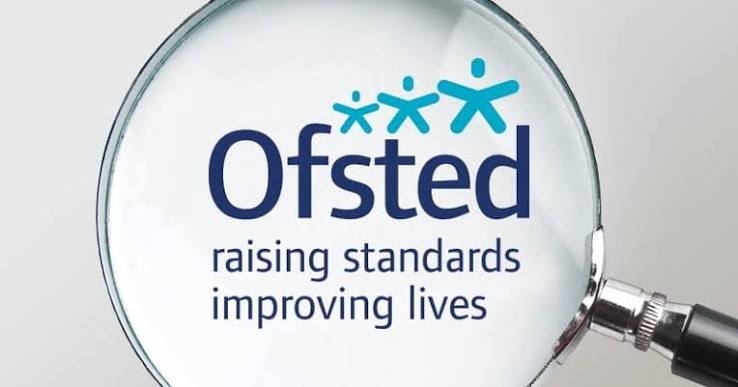 Ofsted
raising standards
improving lives